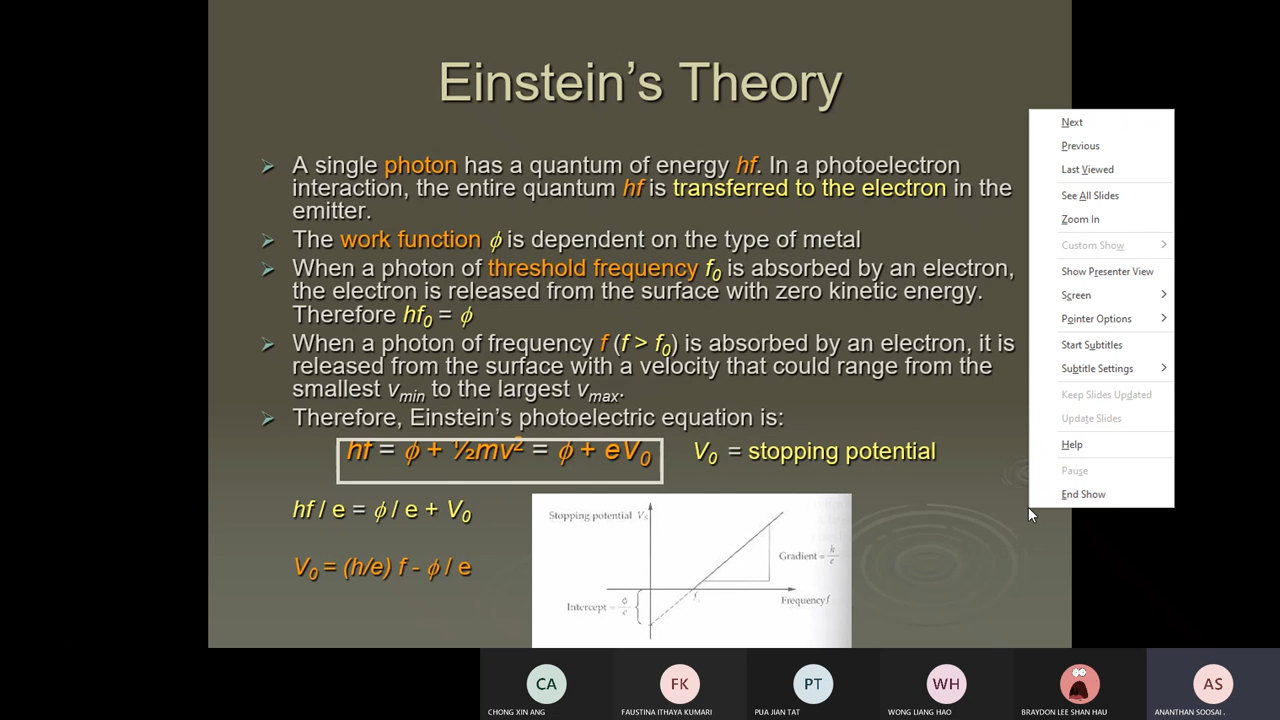 Einstein's Theory
A single photon has a quantum of energy hf. In a photoelectron
interaction, the entire quantum hf is transferred to the electron in the
emitter.
The work function ϕ is dependent on the type of metal
When a photon of threshold frequency f0 is absorbed by an electron,
the electron is released from the surface with zero kinetic energy.
Therefore hf0 = ϕ
When a photon of frequency f (f > f0) is absorbed by an electron, it is
released from the surface with a velocity that could range from the
smallest vmin to the largest vmax.
Therefore, Einstein's photoelectric equation is:
hf = ϕ + ½mv² = ϕ + eV0 V0 = stopping potential
hf / e = ϕ / e + V0
V0 = (h/e) f - ϕ / e
Stopping potential Vs
Gradient = h/e
Frequency f
Intercept = ϕ/e
Next
Previous
Last Viewed
See All Slides
Zoom In
Custom Show
Show Presenter View
Screen
Pointer Options
Start Subtitles
Subtitle Settings
Keep Slides Updated
Update Slides
Help
Pause
End Show
CA
FK
PT
WH
AS
CHONG XIN ANG
FAUSTINA ITHAYA KUMARI
PUA JIAN TAT
WONG LIANG HAO
BRAYDON LEE SHAN HAU
ANANTHAN SOOSAI .